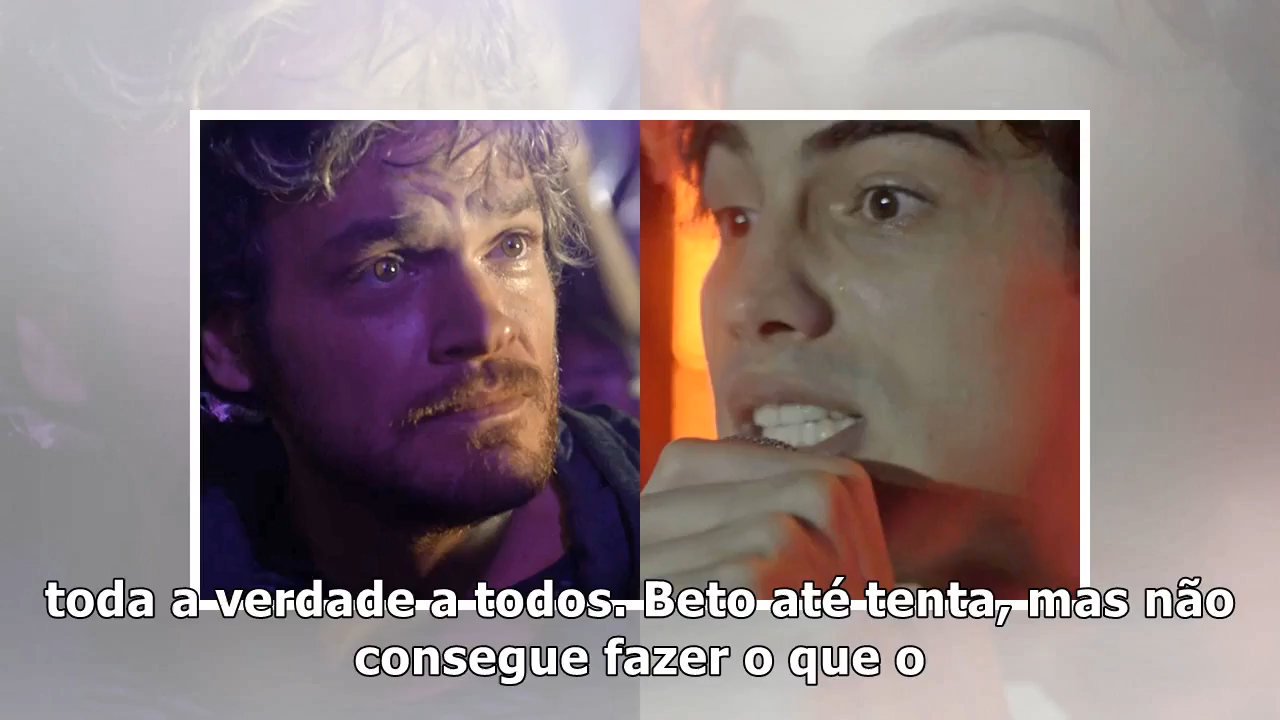 toda a verdade a todos. Beto até tenta, mas não
consegue fazer o que o